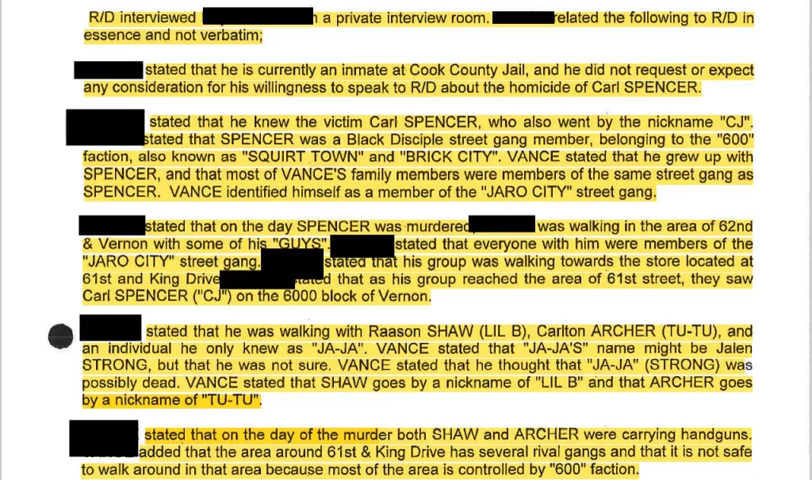 R/D interviewed n a private interview room. related the following to R/D in
essence and not verbatim;
stated that he is currently an inmate at Cook County Jail, and he did not request or expect
any consideration for his willingness to speak to R/D about the homicide of Carl SPENCER.
stated that he knew the victim Carl SPENCER, who also went by the nickname "CJ".
stated that SPENCER was a Black Disciple street gang member, belonging to the "600"
faction, also known as "SQUIRT TOWN" and "BRICK CITY". VANCE stated that he grew up with
SPENCER, and that most of VANCE'S family members were members of the same street gang as
SPENCER. VANCE identified himself as a member of the "JARO CITY" street gang.
stated that on the day SPENCER was murdered, was walking in the area of 62nd
& Vernon with some of his "GUYS". stated that everyone with him were members of the
"JARO CITY" street gang. stated that his group was walking towards the store located at
61st and King Drive tated that as his group reached the area of 61st street, they saw
Carl SPENCER ("CJ") on the 6000 block of Vernon.
stated that he was walking with Raason SHAW (LIL B), Carlton ARCHER (TU-TU), and
an individual he only knew as "JA-JA". VANCE stated that "JA-JA'S" name might be Jalen
STRONG, but that he was not sure. VANCE stated that he thought that "JA-JA" (STRONG) was
possibly dead. VANCE stated that SHAW goes by a nickname of "LIL B" and that ARCHER goes
by a nickname of "TU-TU".
stated that on the day of the murder both SHAW and ARCHER were carrying handguns.
added that the area around 61st & King Drive has several rival gangs and that it is not safe
to walk around in that area because most of the area is controlled by "600" faction.